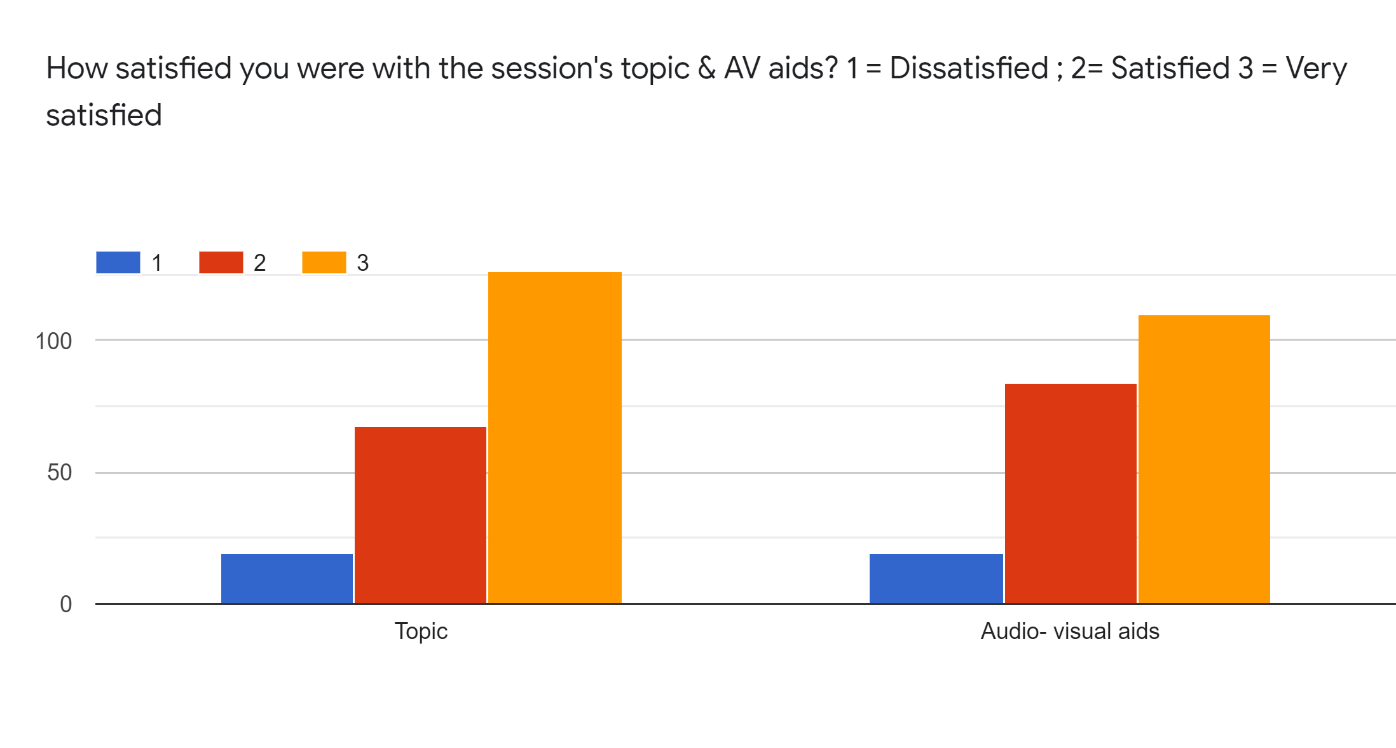 How satisfied you were with the session's topic & AV aids? 1 = Dissatisfied ; 2= Satisfied 3 = Very
satisfied
1 2 3
100
50
0
Topic Audio- visual aids